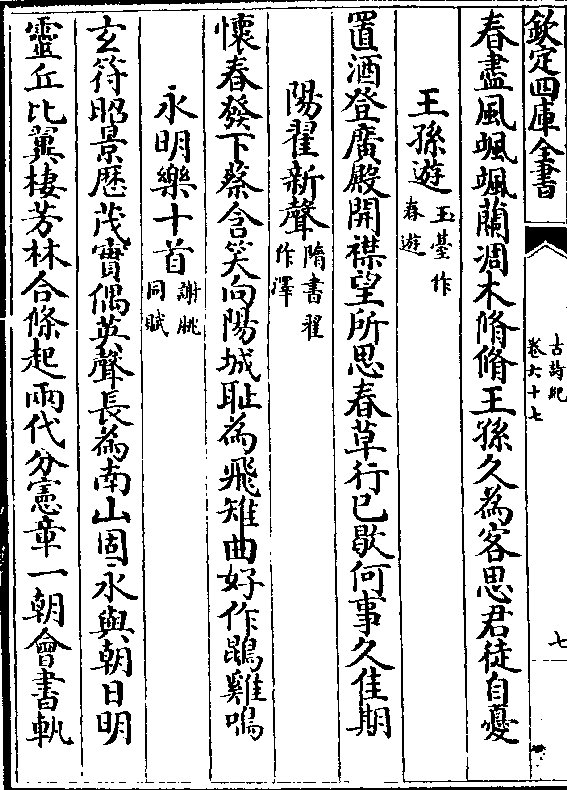 欽定四庫全書
古詩紀
卷六十七
七
春盡風颯颯蘭凋木脩脩王孫久為客思君徒自憂
王孫遊玉臺作春遊
置酒登廣殿開襟望所思春草行已歇何事久佳期
陽翟新聲隋書翟作澤
懷春發下蔡含笑向陽城耻為飛雉曲好作鵾雞鳴
永明樂十首謝朓同賦
玄符昭景歴茂實偶英聲長為南山固永與朝日明
靈丘比翼棲芳林合條起兩代分憲章一朝會書軌